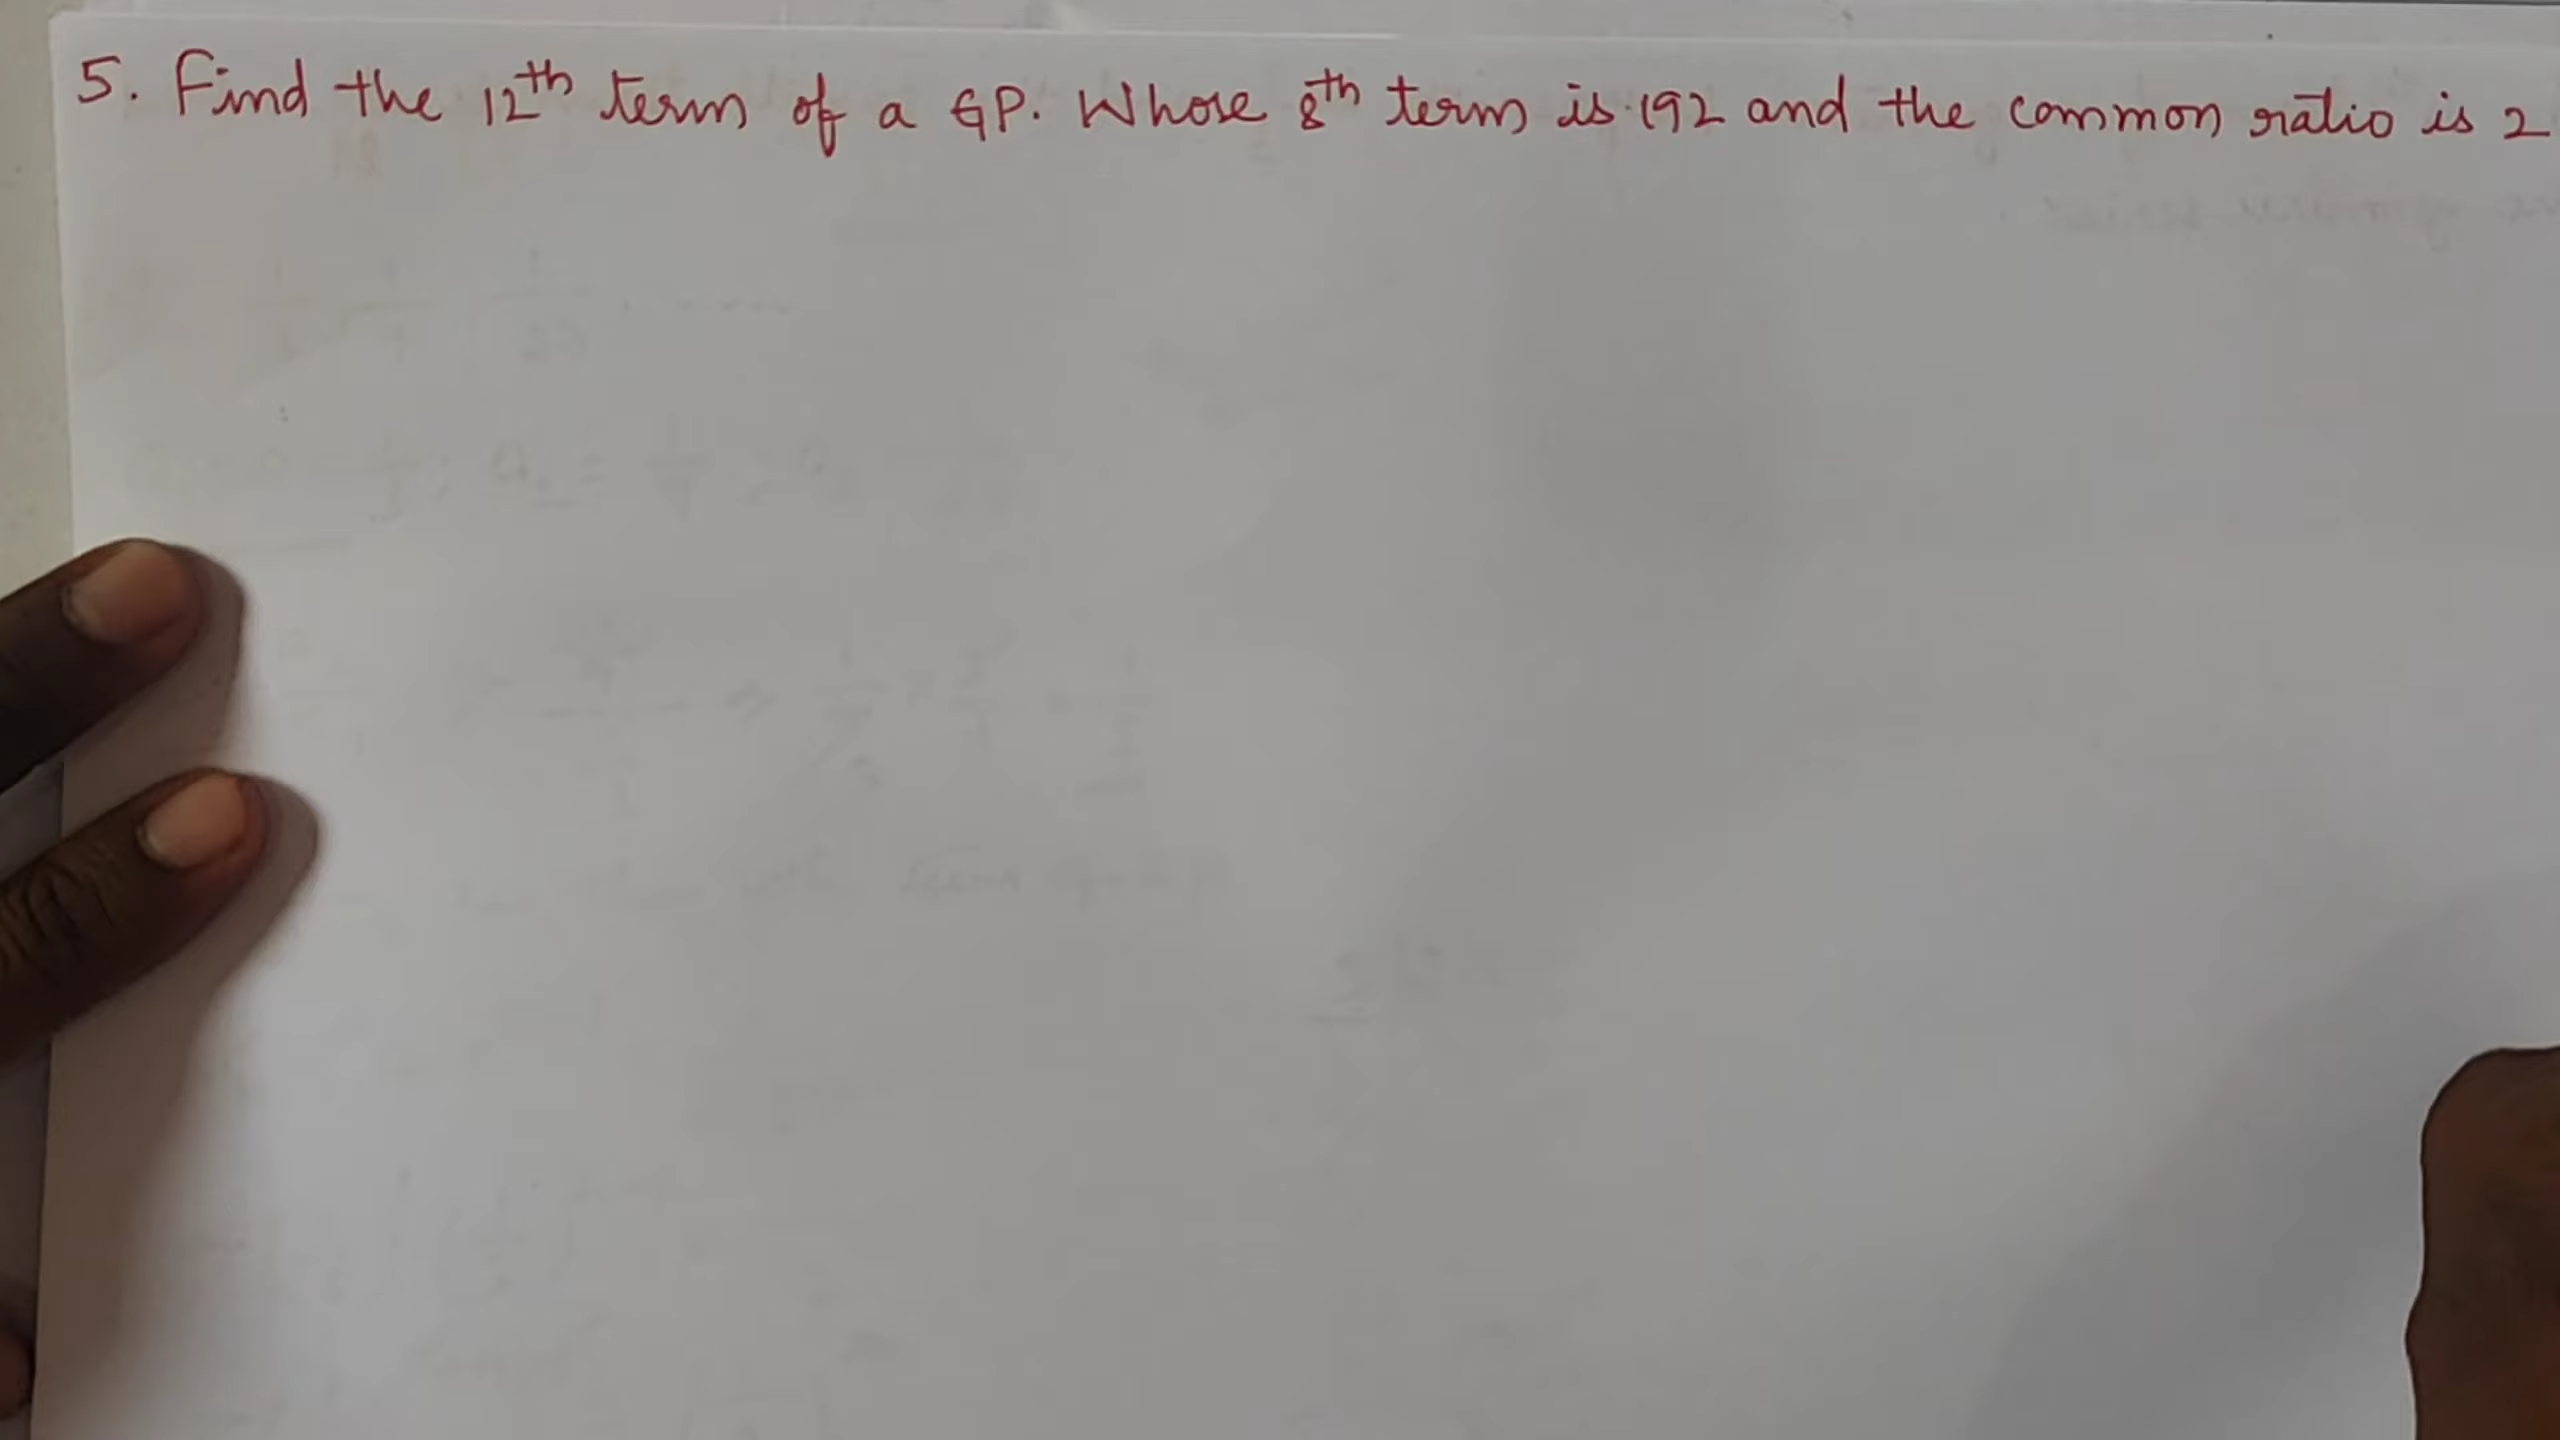 5. Find the 12th term of a GP. Whose 8th term is 192 and the common ratio is 2